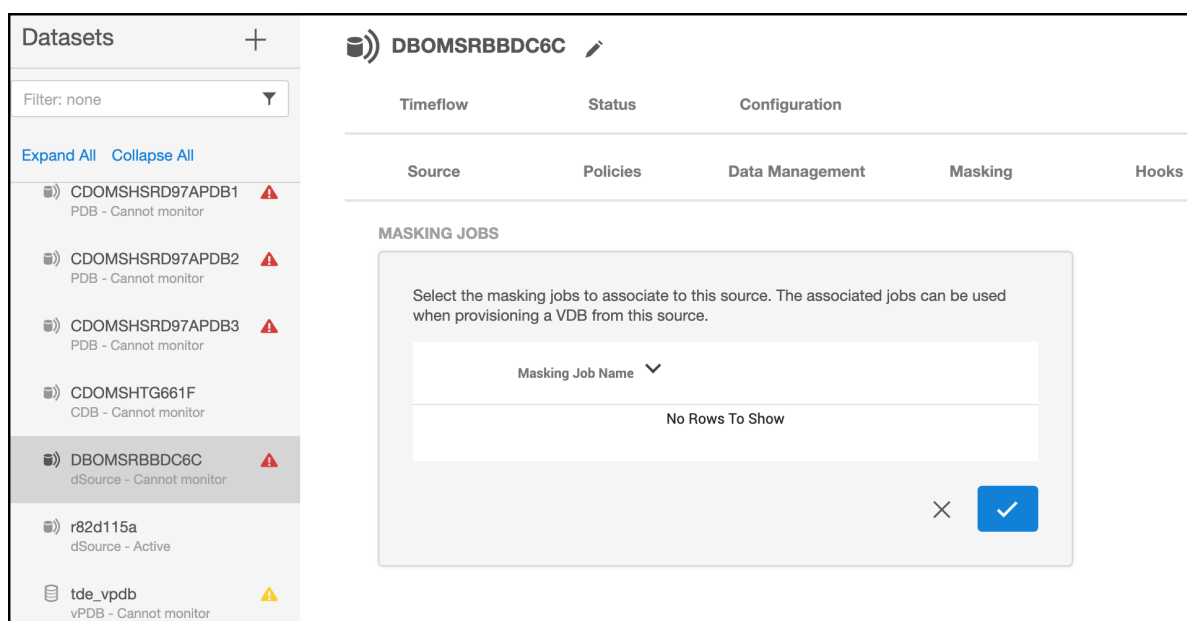 Datasets
Filter: none
Expand All Collapse All
CDOMSHSRD97APDB1
PDB - Cannot monitor
CDOMSHSRD97APDB2
PDB - Cannot monitor
CDOMSHSRD97APDB3
PDB - Cannot monitor
CDOMSHTG661F
CDB - Cannot monitor
DBOMSRBBDC6C
dSource - Cannot monitor
r82d115a
dSource - Active
tde_vpdb
vPDB - Cannot monitor
DBOMSRBBDC6C
Timeflow Status Configuration
Source Policies Data Management Masking Hooks
MASKING JOBS
Select the masking jobs to associate to this source. The associated jobs can be used
when provisioning a VDB from this source.
Masking Job Name
No Rows To Show